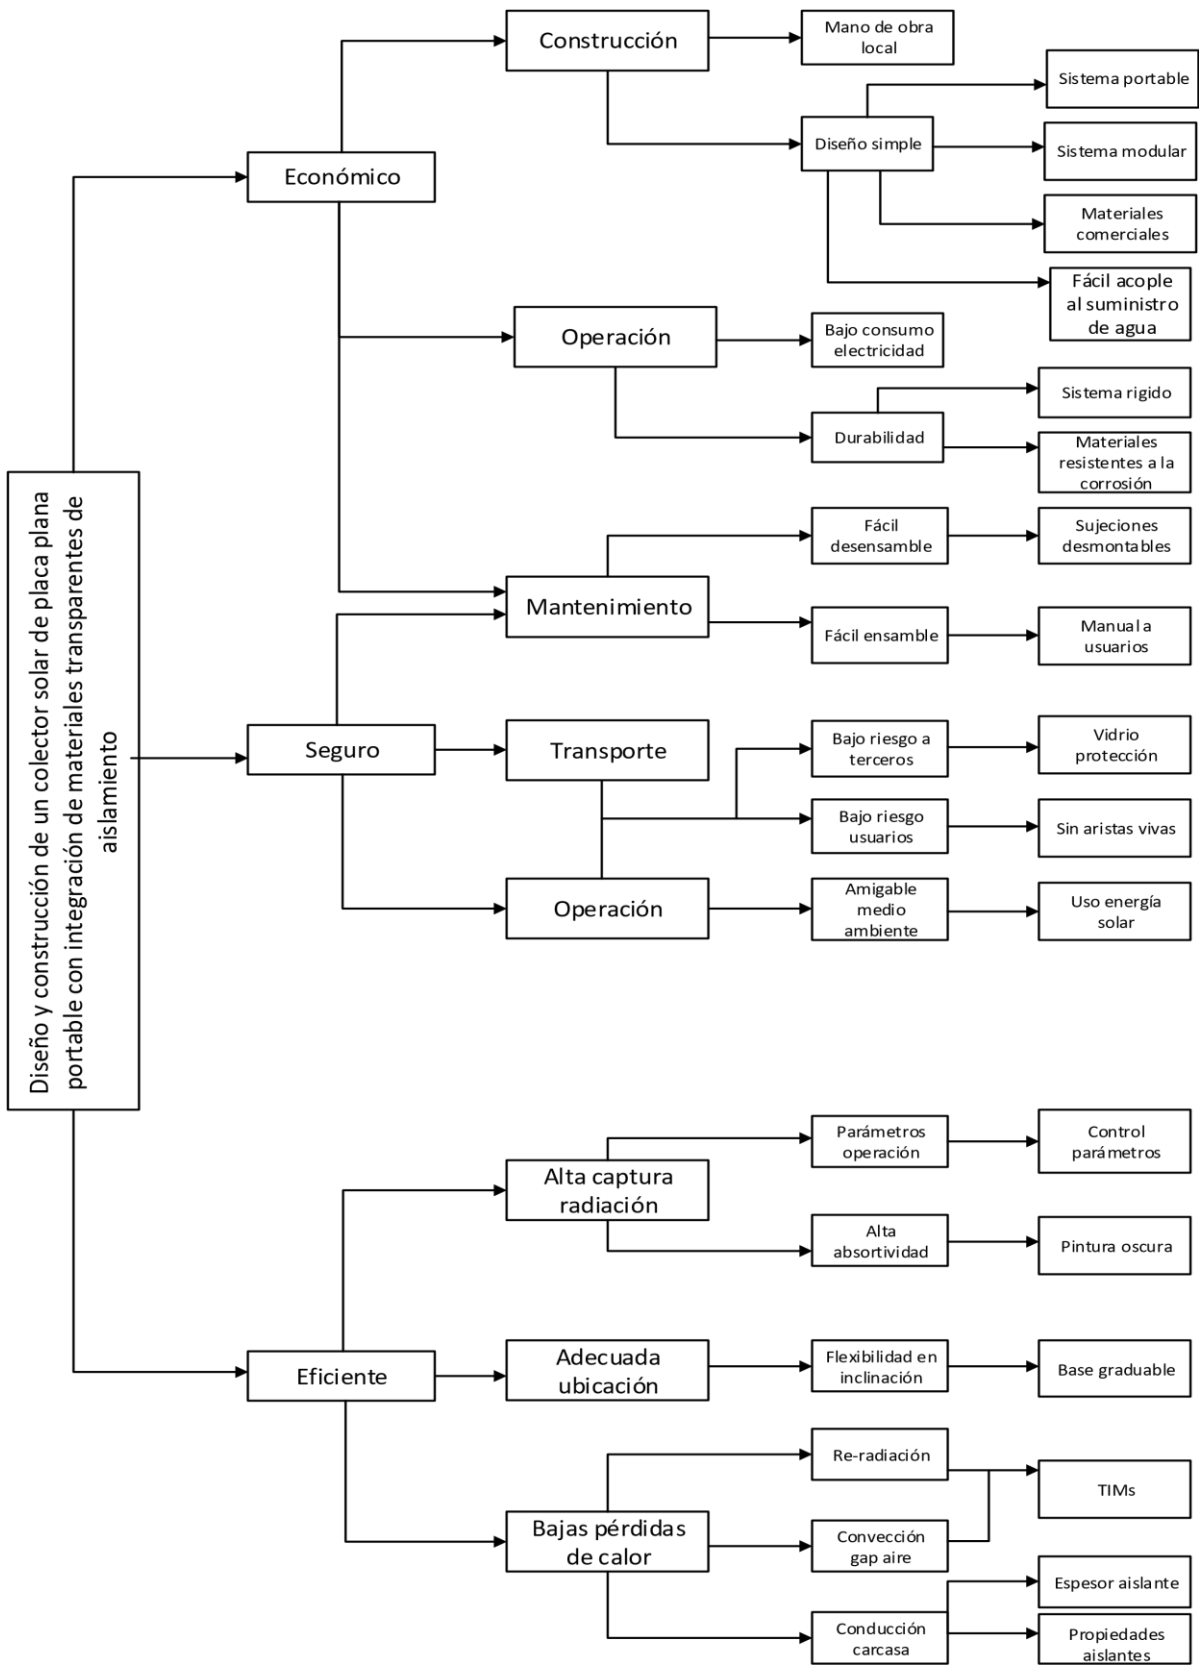 Diseño y construcción de un colector solar de placa plana
portable con integración de materiales transparentes de
aislamiento
Económico
Construcción
Mano de obra
local
Diseño simple
Sistema portable
Sistema modular
Materiales
comerciales
Fácil acople
al suministro
de agua
Operación
Bajo consumo
electricidad
Durabilidad
Sistema rigido
Materiales
resistentes a la
corrosión
Mantenimiento
Fácil
desensamble
Sujeciones
desmontables
Fácil ensamble
Manual a
usuarios
Seguro
Transporte
Bajo riesgo a
terceros
Vidrio
protección
Bajo riesgo
usuarios
Sin aristas vivas
Operación
Amigable
medio
ambiente
Uso energía
solar
Eficiente
Alta captura
radiación
Parámetros
operación
Control
parámetros
Alta
absortividad
Pintura oscura
Adecuada
ubicación
Flexibilidad en
inclinación
Base graduable
Bajas pérdidas
de calor
Re-radiación
TIMs
Convección
gap aire
Conducción
carcasa
Espesor aislante
Propiedades
aislantes